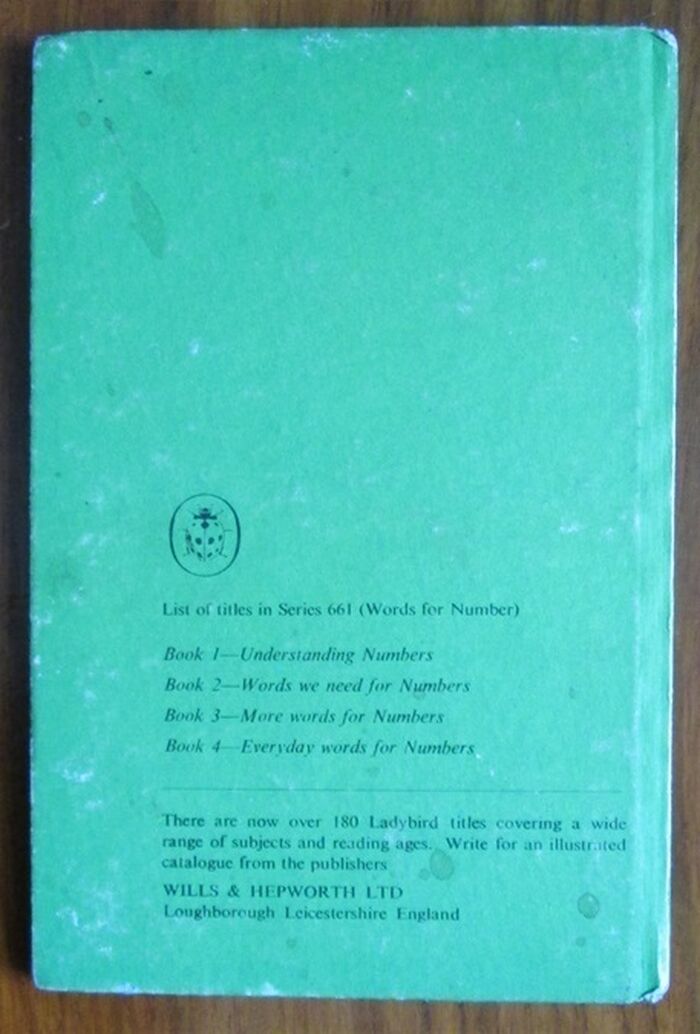 List of titles in Series 661 (Words for Number)
Book 1—Understanding Numbers
Book 2—Words we need for Numbers
Book 3—More words for Numbers
Book 4—Everyday words for Numbers
There are now over 180 Ladybird titles covering a wide
range of subjects and reading ages. Write for an illustrated
catalogue from the publishers
WILLS & HEPWORTH LTD
Loughborough Leicestershire England